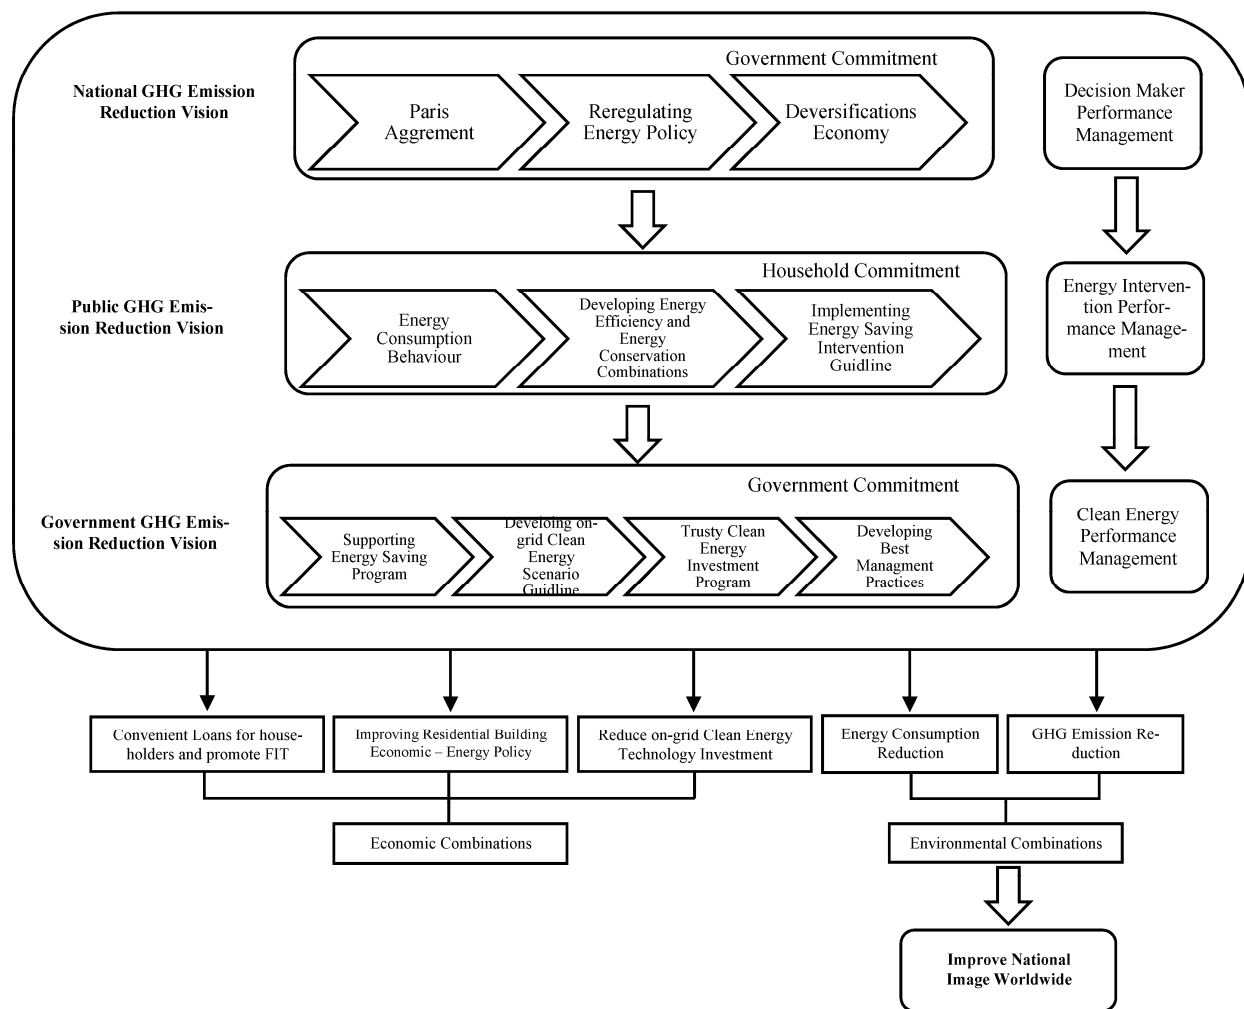 Government Commitment
National GHG Emission
Reduction Vision
Paris
Aggrement
Reregulating
Energy Policy
Deversifications
Economy
Decision Maker
Performance
Management
Household Commitment
Public GHG Emis-
sion Reduction Vision
Energy
Consumption
Behaviour
Developing Energy
Efficiency and
Energy
Conservation
Combinations
Implementing
Energy Saving
Intervention
Guidline
Energy Interven-
tion Perfor-
mance Manage-
ment
Government Commitment
Government GHG Emis-
sion Reduction Vision
Supporting
Energy Saving
Program
Develoing on-
grid Clean
Energy
Scenario
Guidline
Trusty Clean
Energy
Investment
Program
Developing
Best
Managment
Practices
Clean Energy
Performance
Management
Convenient Loans for house-
holders and promote FIT
Improving Residential Building
Economic – Energy Policy
Reduce on-grid Clean Energy
Technology Investment
Energy Consumption
Reduction
GHG Emission Re-
duction
Economic Combinations
Environmental Combinations
Improve National
Image Worldwide